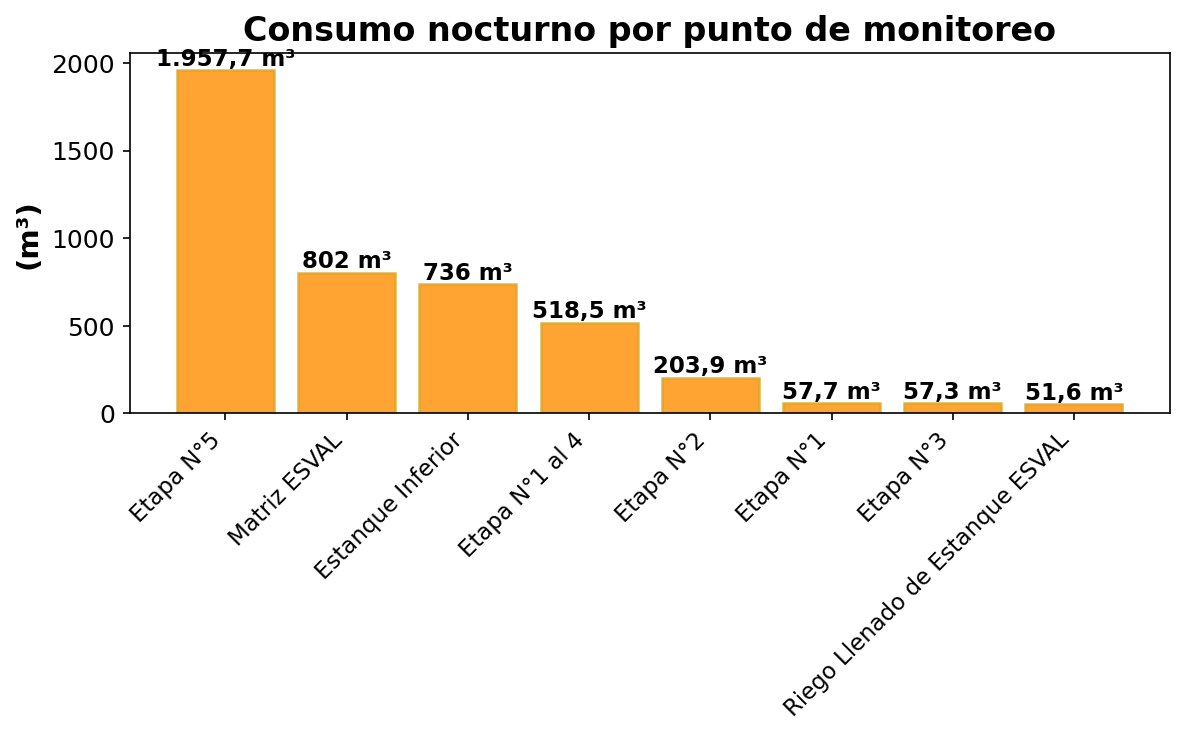 Consumo nocturno por punto de monitoreo
(m³)
2000
1500
1000
500
0
1.957,7 m³
802 m³
736 m³
518,5 m³
203,9 m³
57,7 m³
57,3 m³
51,6 m³
Etapa N°5
Matriz ESVAL
Estanque Inferior
Etapa N°1 al 4
Etapa N°2
Etapa N°1
Etapa N°3
Riego Llenado de Estanque ESVAL